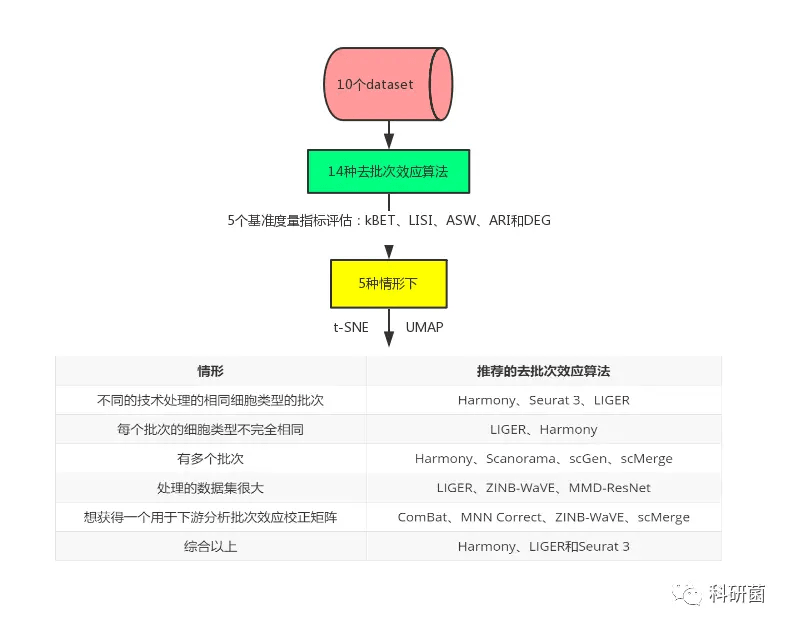 10个dataset
14种去批次效应算法
5个基准度量指标评估：kBET、LISI、ASW、ARI和DEG
5种情形下
t-SNE UMAP
情形 推荐的去批次效应算法
不同的技术处理的相同细胞类型的批次 Harmony、Seurat 3、LIGER
每个批次的细胞类型不完全相同 LIGER、Harmony
有多个批次 Harmony、Scanorama、scGen、scMerge
处理的数据集很大 LIGER、ZINB-WaVE、MMD-ResNet
想获得一个用于下游分析批次效应校正矩阵 ComBat、MNN Correct、ZINB-WaVE、scMerge
综合以上 Harmony、LIGER和Seurat 3
科研菌